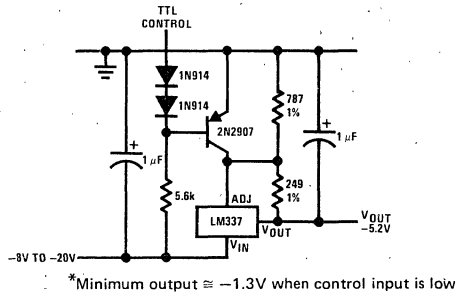 TTL
CONTROL
1N914
1N914
2N2907
787
1%
+
1 μF
+
1 μF
5.6k
249
1%
ADJ
LM337
VOUT
VIN
VOUT
−5.2V
−8V TO −20V
*Minimum output ≅ −1.3V when control input is low